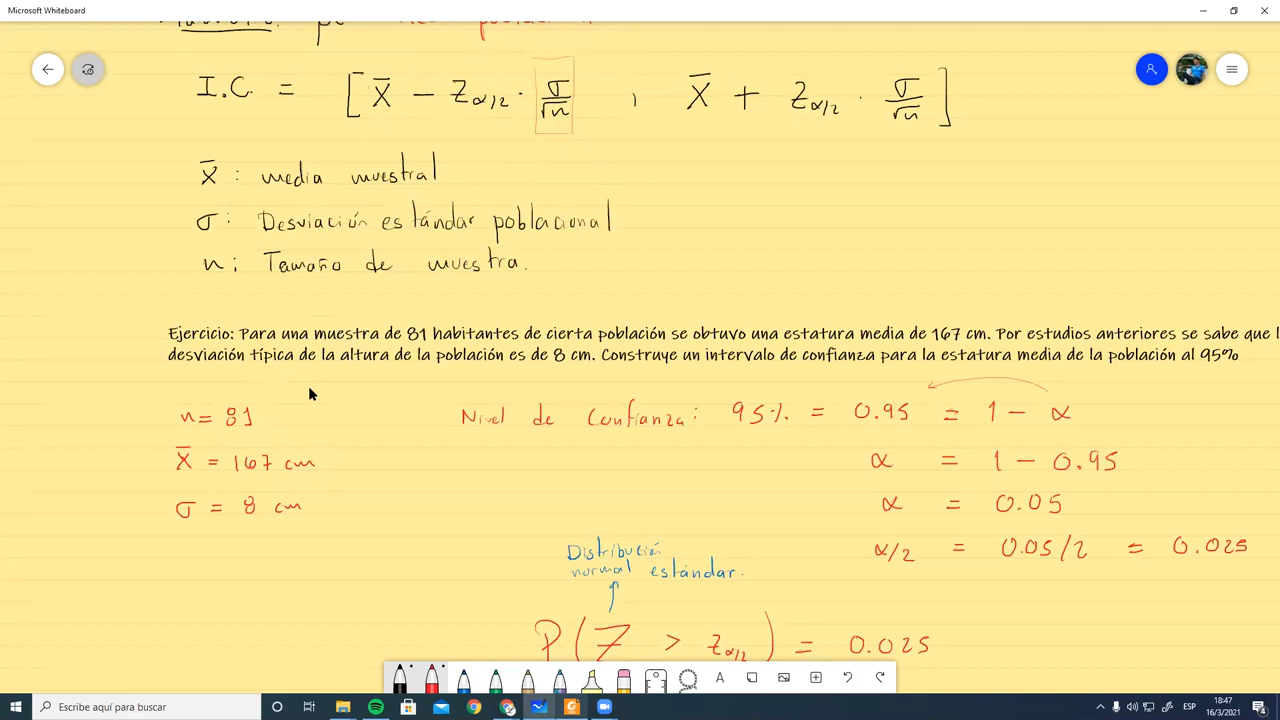 Microsoft Whiteboard
I.C. = [ X̄ − Zα/2 · σ/√n , X̄ + Zα/2 · σ/√n ]
X̄ : media muestral
σ: Desviación estándar poblacional
n: Tamaño de muestra.
Ejercicio: Para una muestra de 81 habitantes de cierta población se obtuvo una estatura media de 167 cm. Por estudios anteriores se sabe que l
desviación típica de la altura de la población es de 8 cm. Construye un intervalo de confianza para la estatura media de la población al 95%
n = 81
X̄ = 167 cm
σ = 8 cm
Nivel de Confianza: 95% = 0.95 = 1 − α
α = 1 − 0.95
α = 0.05
α/2 = 0.05/2 = 0.025
Distribución
normal estándar.
P(Z > zα/2) = 0.025
A
Escribe aquí para buscar
ESP
18:47
16/3/2021